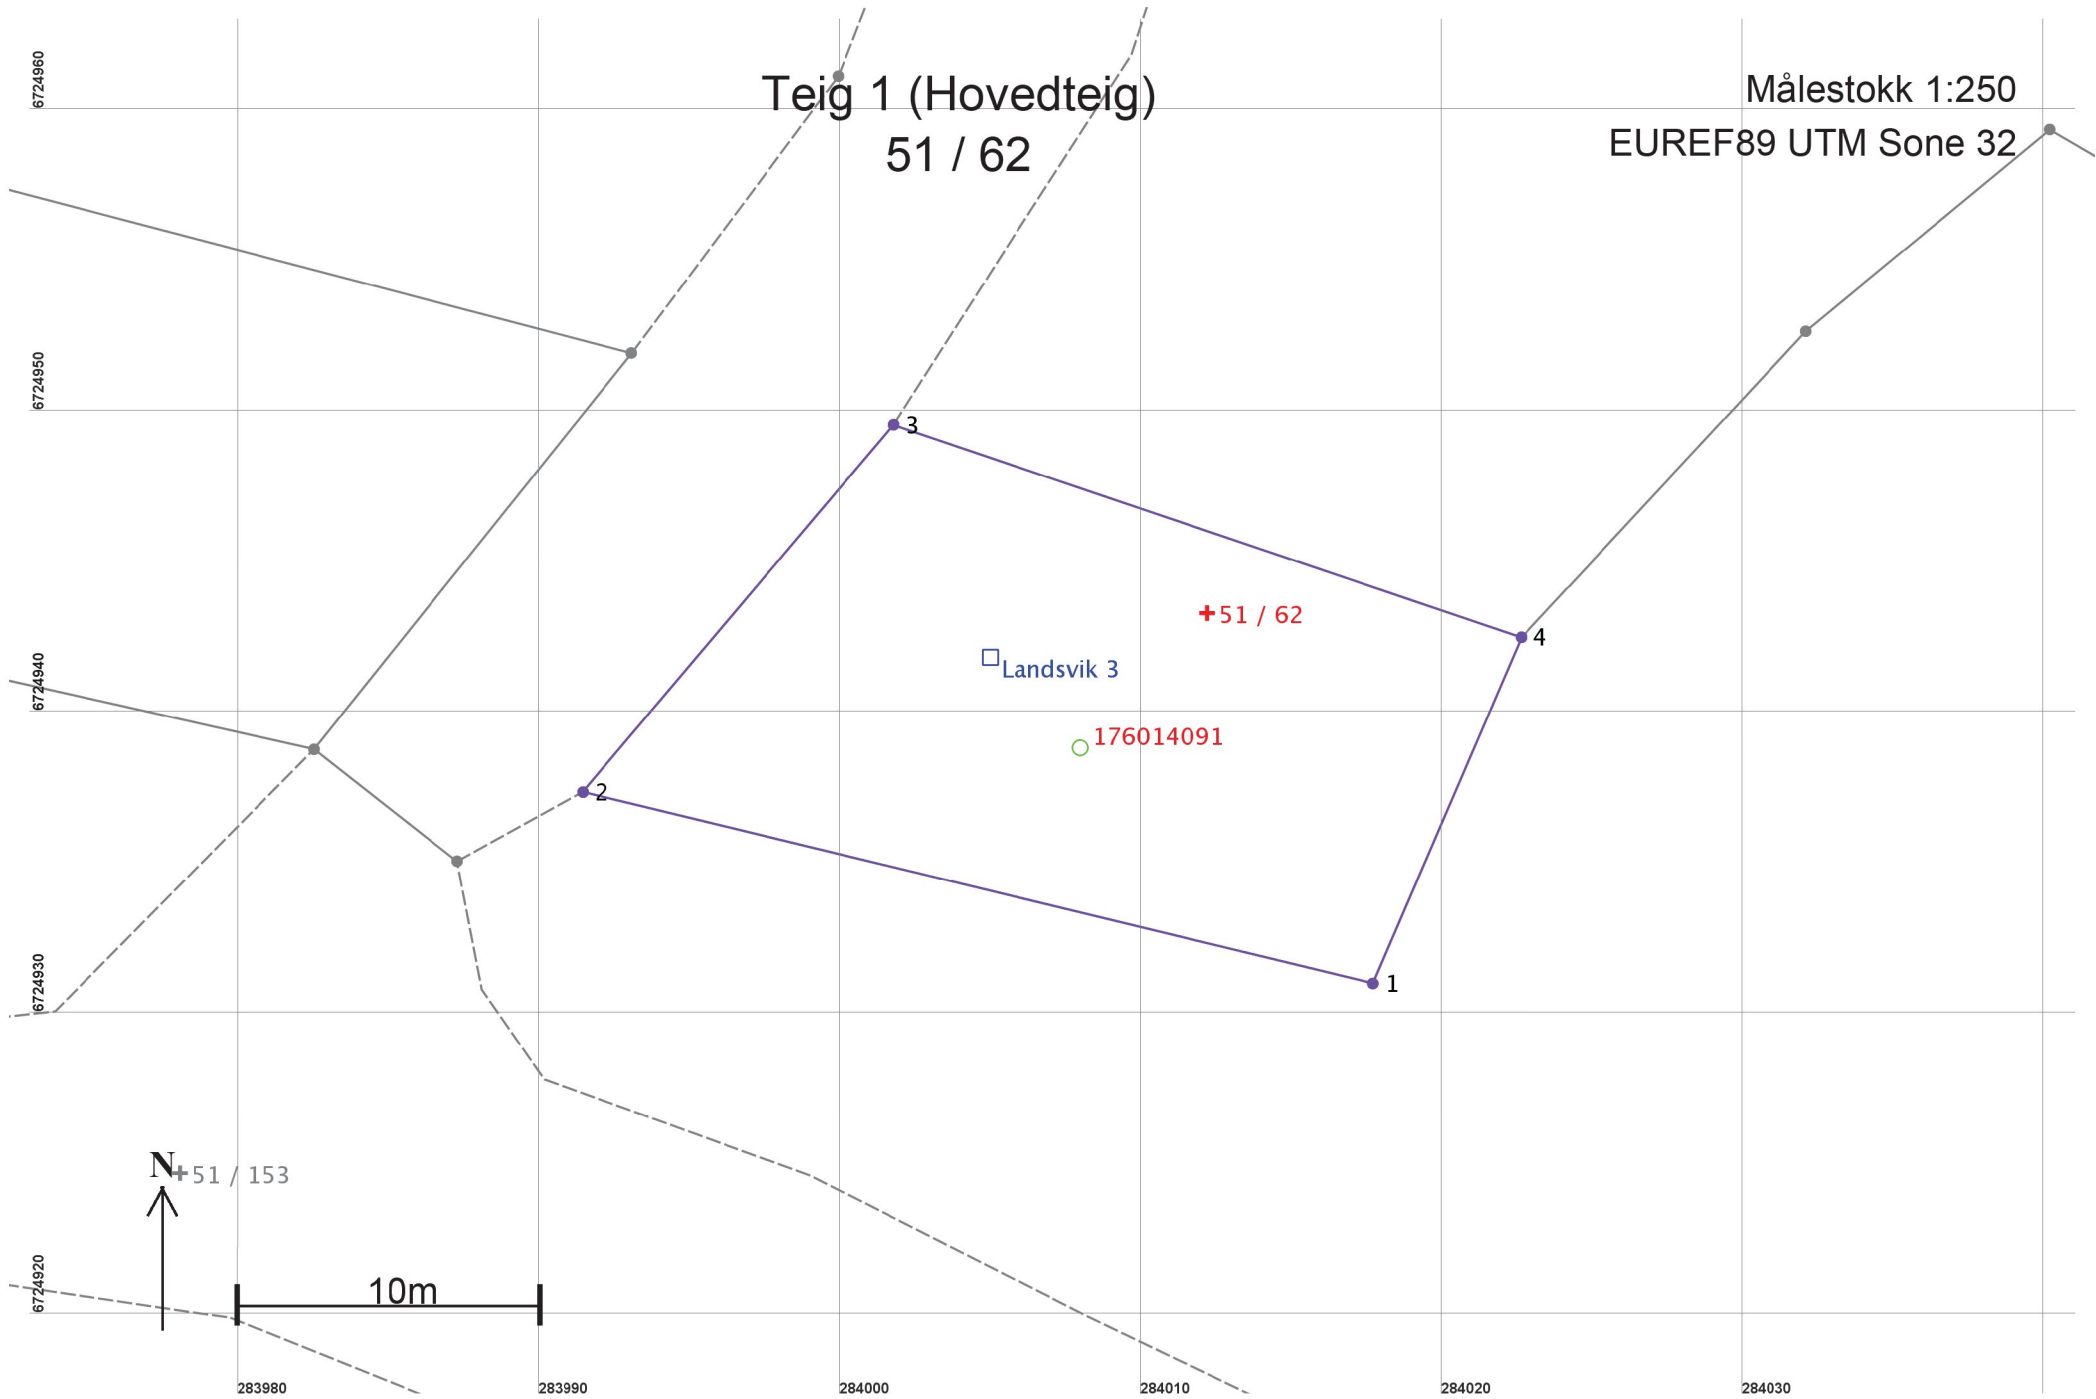 Teig 1 (Hovedteig)
51 / 62
Målestokk 1:250
EUREF89 UTM Sone 32
6724960
6724950
6724940
6724930
6724920
3
4
51 / 62
Landsvik 3
176014091
2
1
N
51 / 153
10m
283980
283990
284000
284010
284020
284030